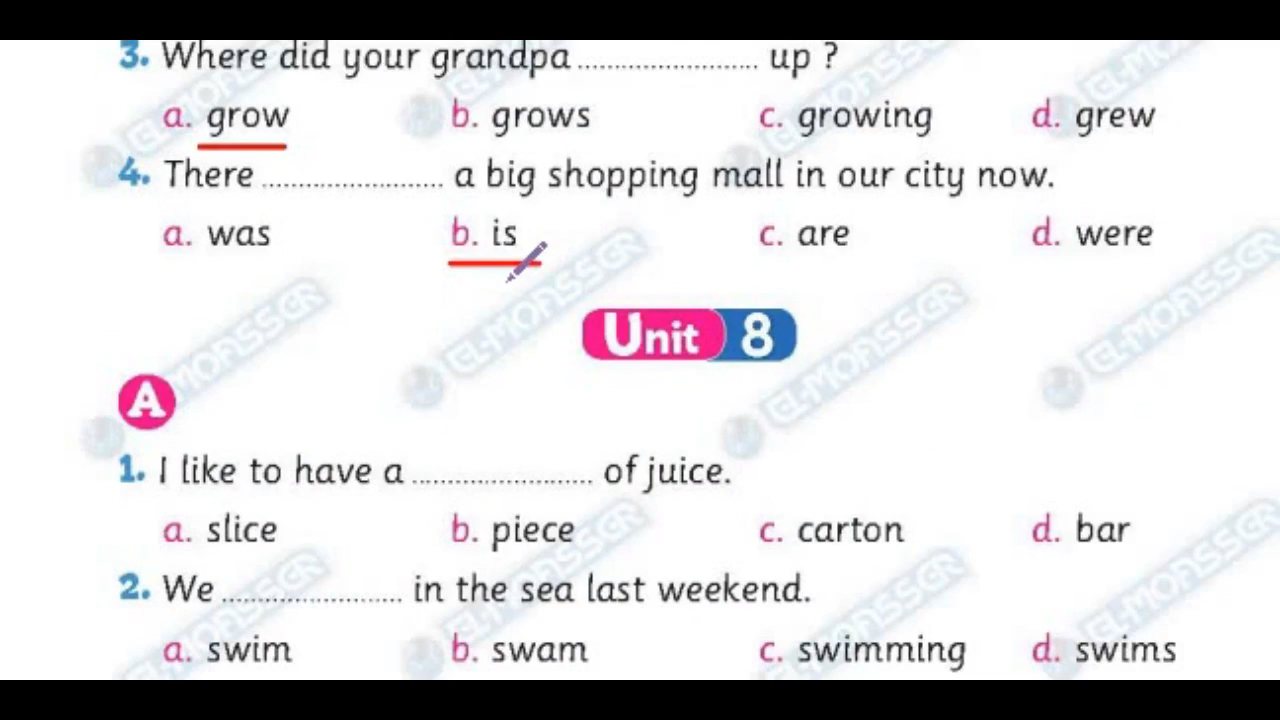 3. Where did your grandpa ........................ up ?
a. grow b. grows c. growing d. grew
4. There ........................ a big shopping mall in our city now.
a. was b. is c. are d. were
Unit 8
A
1. I like to have a ........................ of juice.
a. slice b. piece c. carton d. bar
2. We ........................ in the sea last weekend.
a. swim b. swam c. swimming d. swims
EL-MOASSER